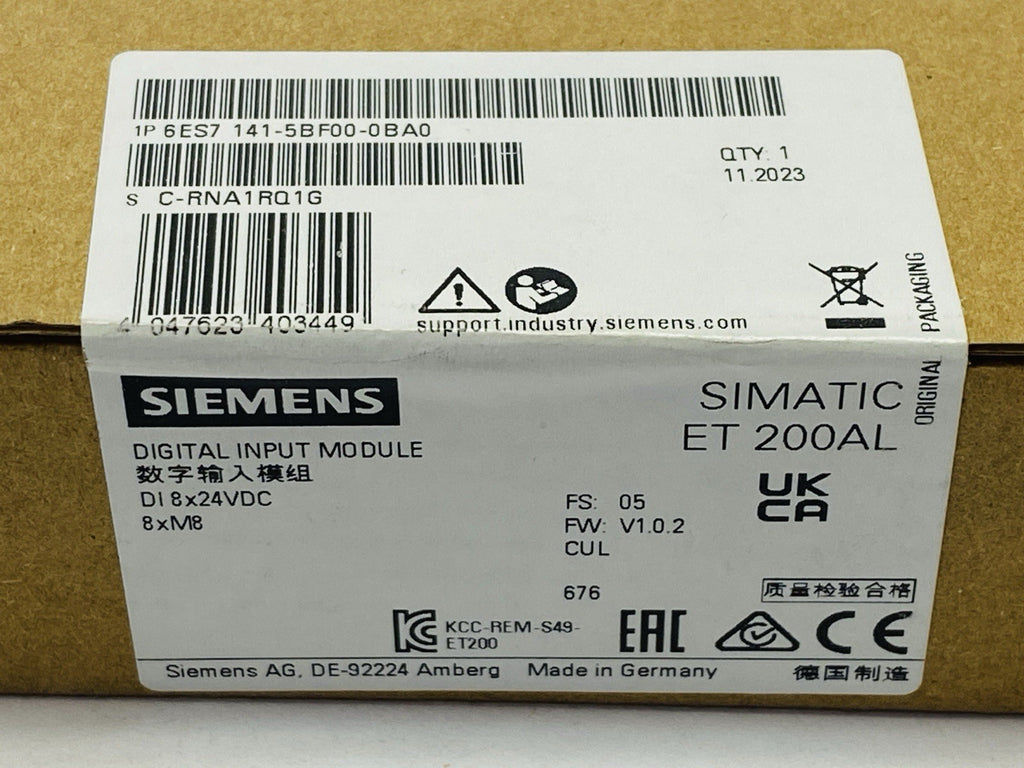 1P 6ES7 141-5BF00-0BA0
QTY: 1
11.2023
S C-RNA1RQ1G
4 047623 403449
support.industry.siemens.com
ORIGINAL PACKAGING
SIEMENS
SIMATIC
ET 200AL
DIGITAL INPUT MODULE
数字输入模组
DI 8x24VDC
8xM8
FS: 05
FW: V1.0.2
CUL
676
UK
CA
质量检验合格
KCC-REM-S49-
ET200
EAC
CE
Siemens AG, DE-92224 Amberg Made in Germany 德国制造